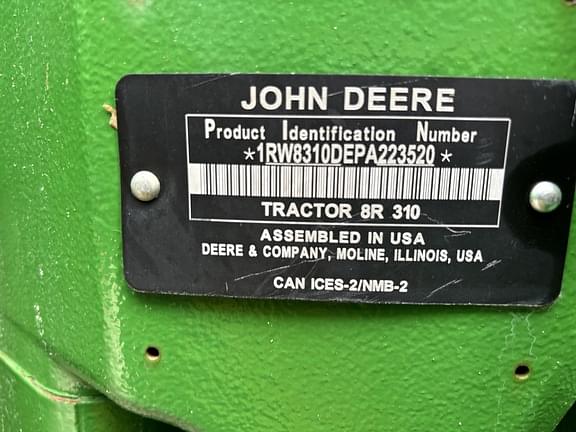 JOHN DEERE
Product Identification Number
*1RW8310DEPA223520*
TRACTOR 8R 310
ASSEMBLED IN USA
DEERE & COMPANY, MOLINE, ILLINOIS, USA
CAN ICES-2/NMB-2